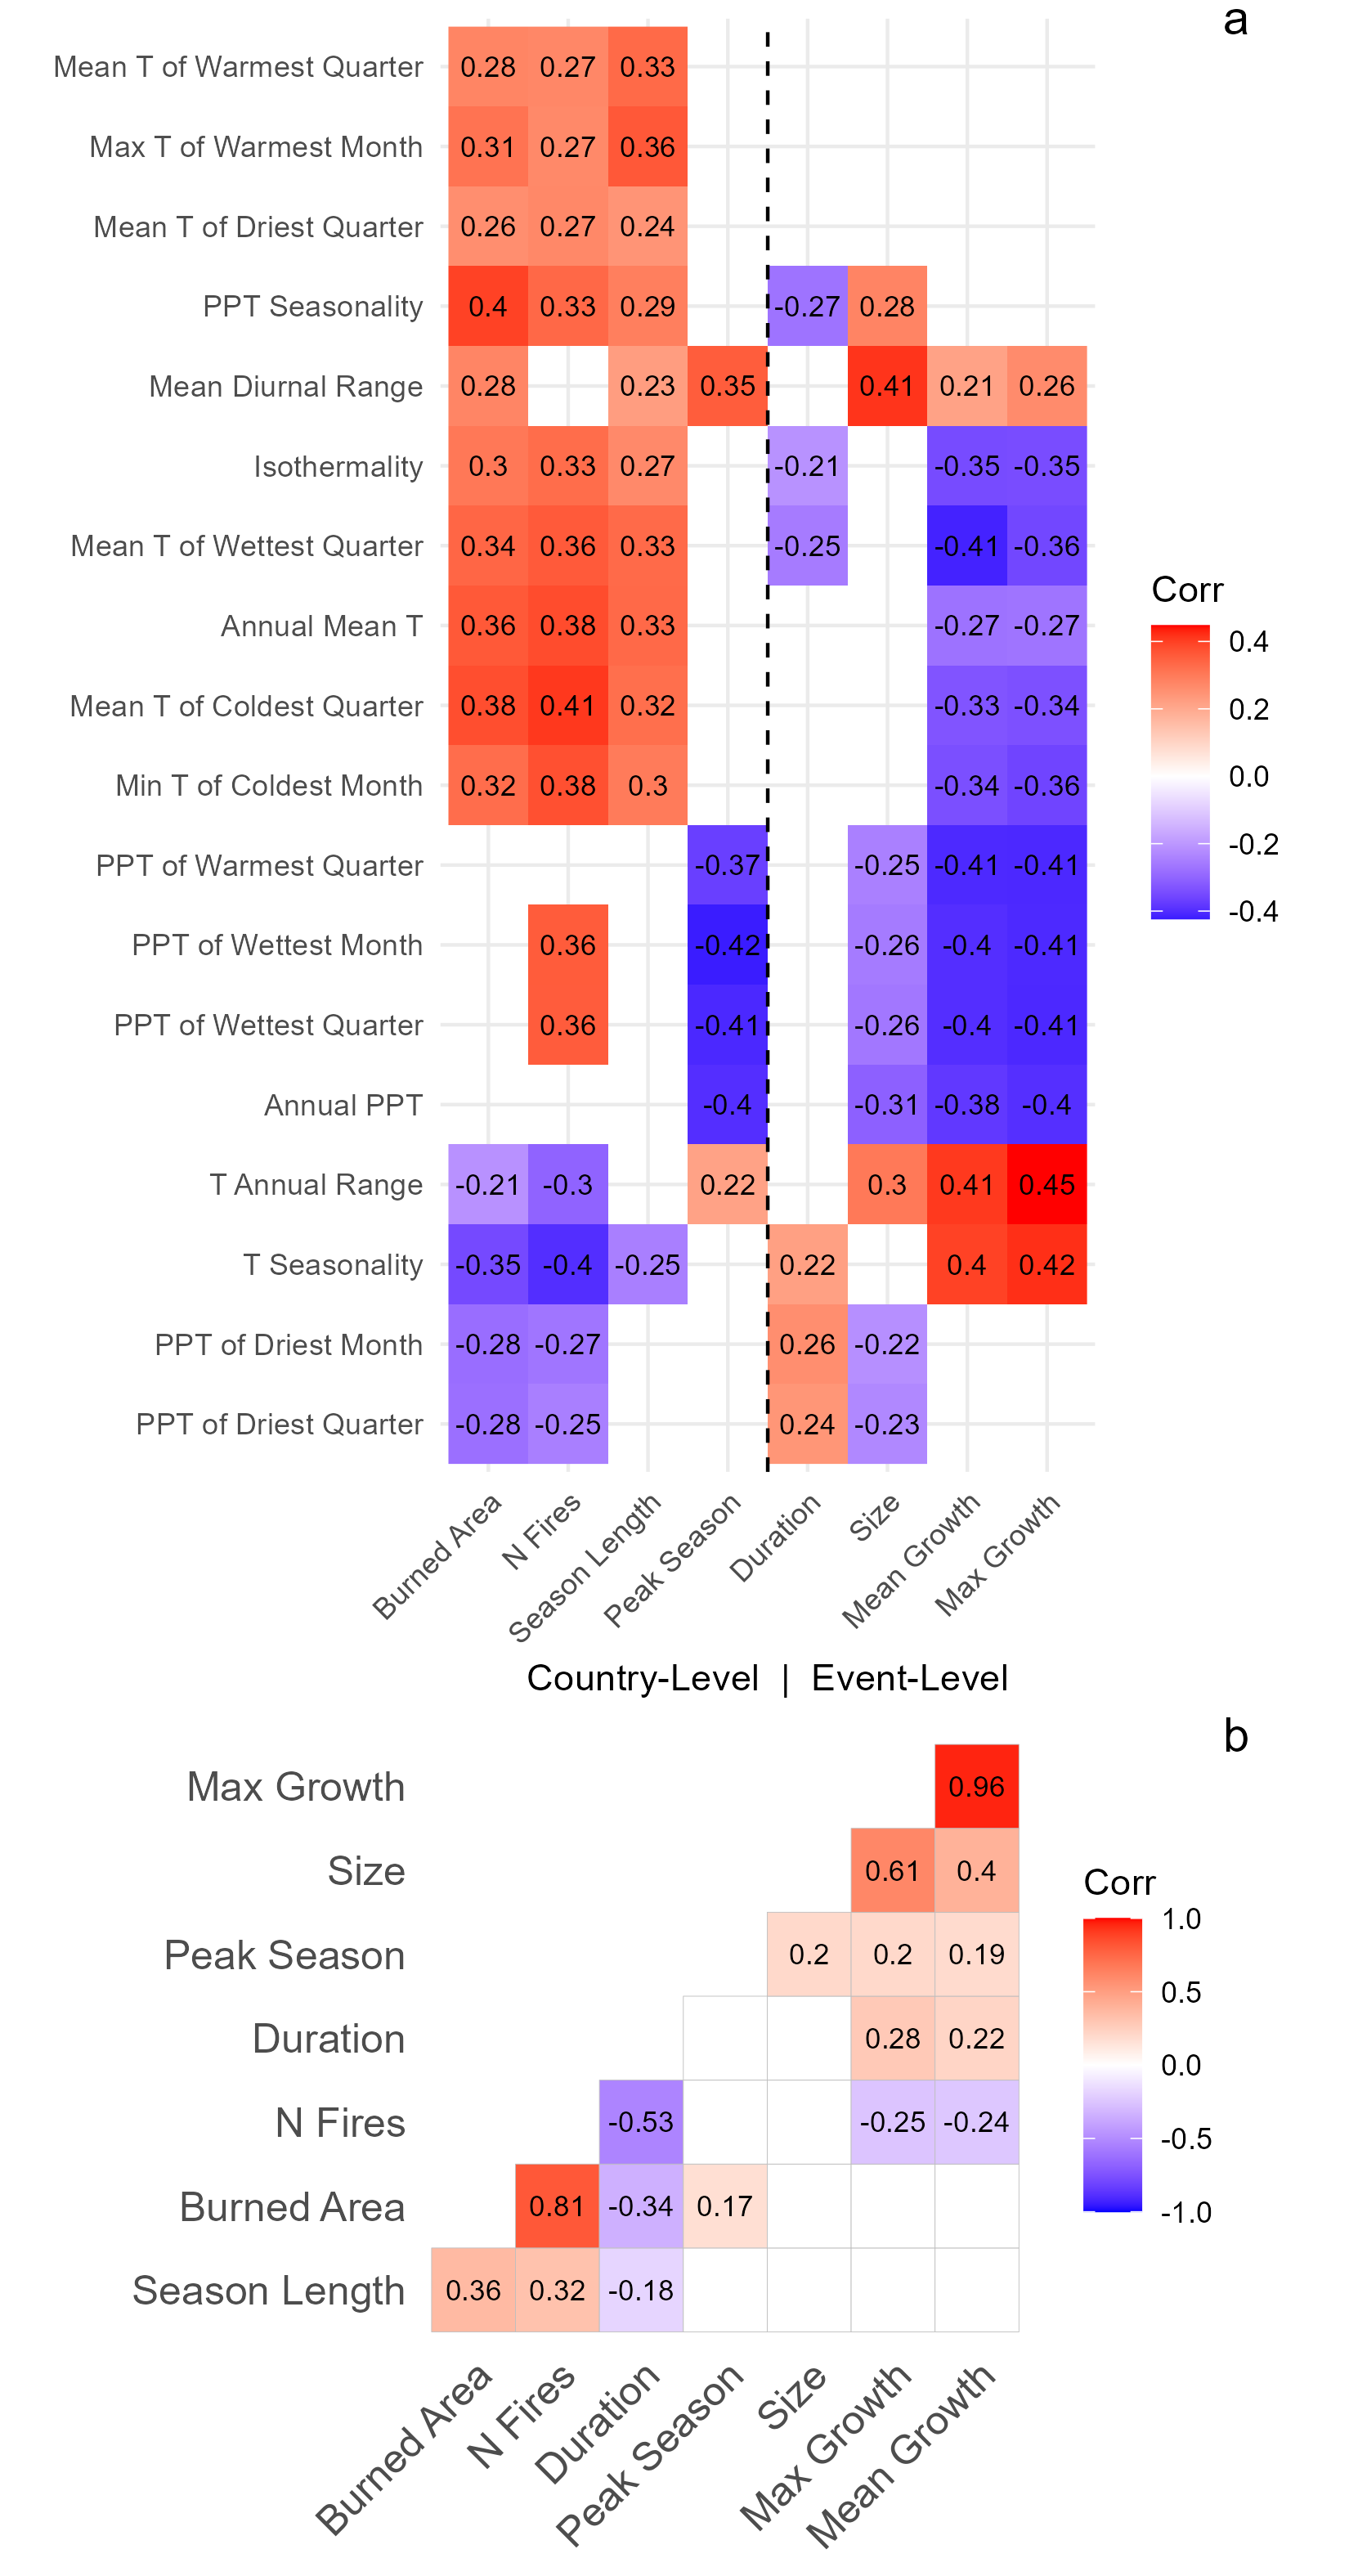 a
Mean T of Warmest Quarter 0.28 0.27 0.33
Max T of Warmest Month 0.31 0.27 0.36
Mean T of Driest Quarter 0.26 0.27 0.24
PPT Seasonality 0.4 0.33 0.29 -0.27 0.28
Mean Diurnal Range 0.28 0.23 0.35 0.41 0.21 0.26
Isothermality 0.3 0.33 0.27 -0.21 -0.35 -0.35
Mean T of Wettest Quarter 0.34 0.36 0.33 -0.25 -0.41 -0.36
Annual Mean T 0.36 0.38 0.33 -0.27 -0.27
Mean T of Coldest Quarter 0.38 0.41 0.32 -0.33 -0.34
Min T of Coldest Month 0.32 0.38 0.3 -0.34 -0.36
PPT of Warmest Quarter -0.37 -0.25 -0.41 -0.41
PPT of Wettest Month 0.36 -0.42 -0.26 -0.4 -0.41
PPT of Wettest Quarter 0.36 -0.41 -0.26 -0.4 -0.41
Annual PPT -0.4 -0.31 -0.38 -0.4
T Annual Range -0.21 -0.3 0.22 0.3 0.41 0.45
T Seasonality -0.35 -0.4 -0.25 0.22 0.4 0.42
PPT of Driest Month -0.28 -0.27 0.26 -0.22
PPT of Driest Quarter -0.28 -0.25 0.24 -0.23
Burned Area
N Fires
Season Length
Peak Season
Duration
Size
Mean Growth
Max Growth
Country-Level | Event-Level
Corr
0.4
0.2
0.0
-0.2
-0.4
b
Max Growth 0.96
Size 0.61 0.4
Peak Season 0.2 0.2 0.19
Duration 0.28 0.22
N Fires -0.53 -0.25 -0.24
Burned Area 0.81 -0.34 0.17
Season Length 0.36 0.32 -0.18
Burned Area
N Fires
Duration
Peak Season
Size
Max Growth
Mean Growth
Corr
1.0
0.5
0.0
-0.5
-1.0